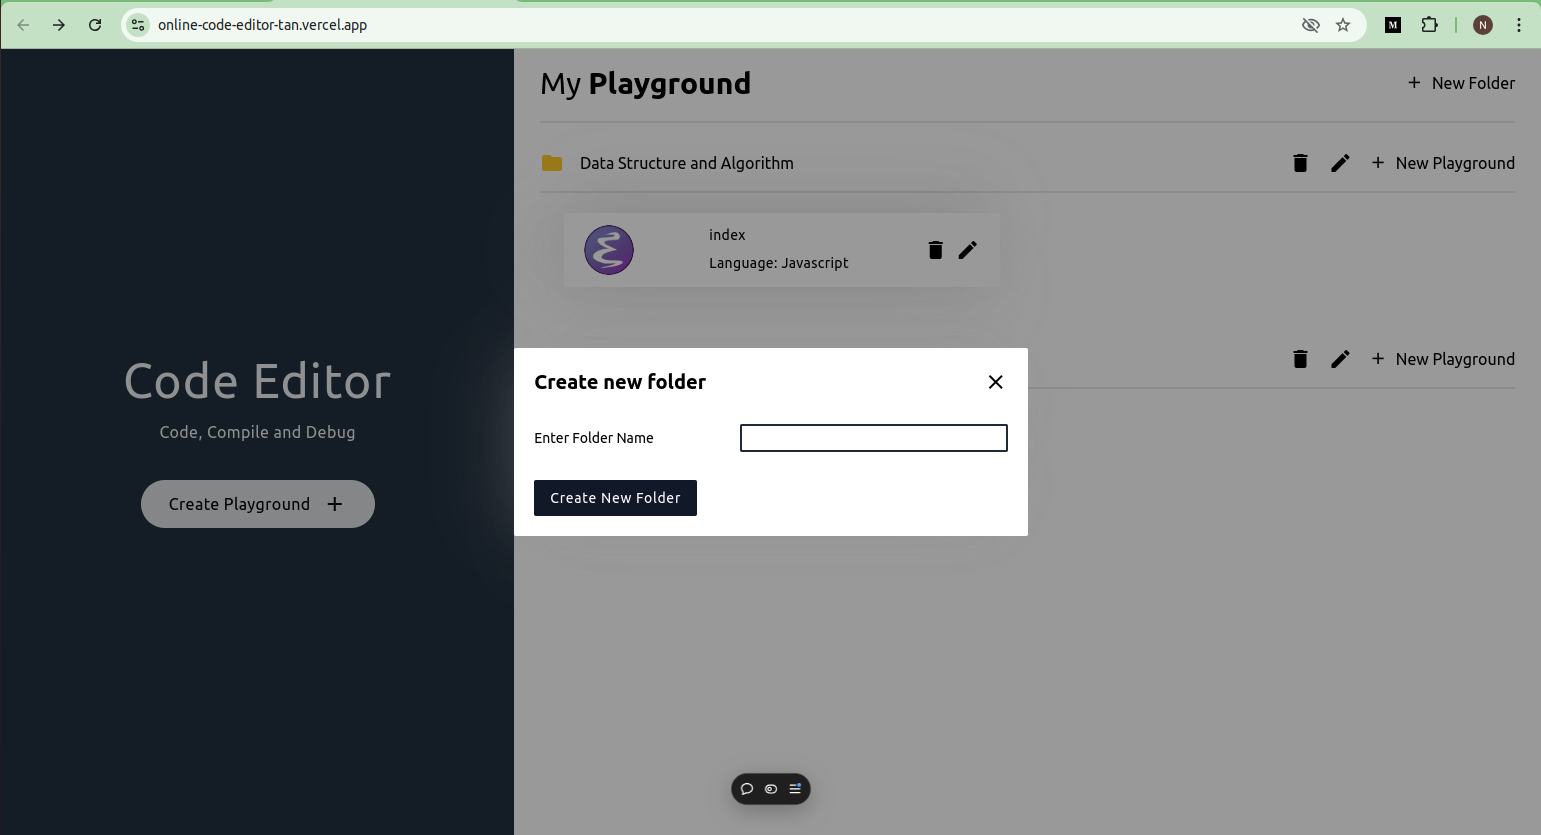 online-code-editor-tan.vercel.app
M
N
Code Editor
Code, Compile and Debug
Create Playground +
My Playground
+ New Folder
Data Structure and Algorithm
+ New Playground
index
Language: Javascript
+ New Playground
Create new folder
Enter Folder Name
Create New Folder